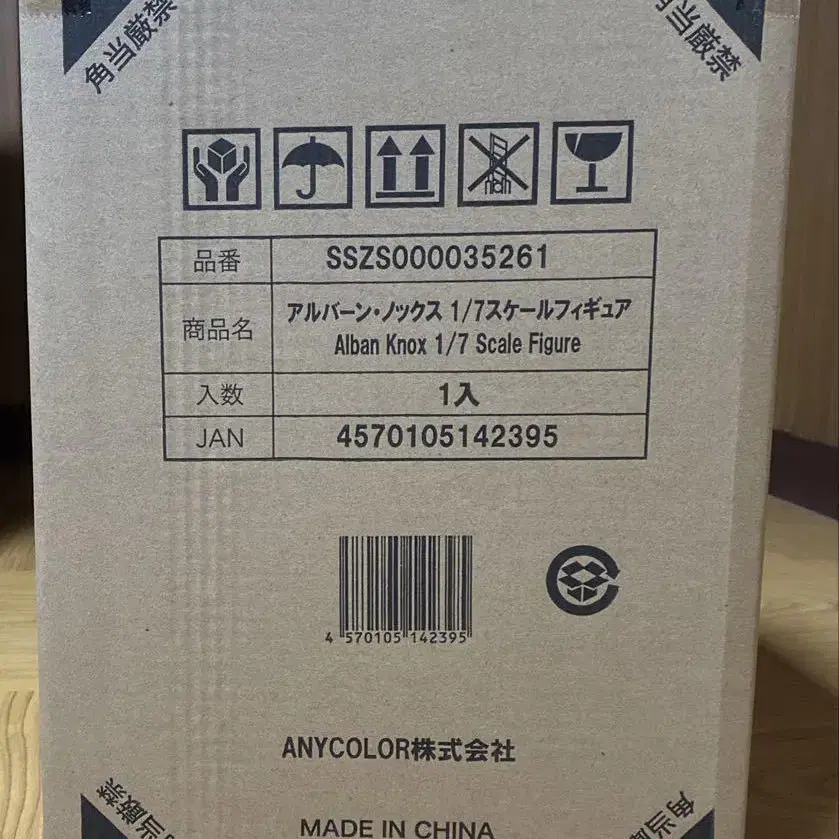 角当厳禁
角当厳禁
品番 SSZS000035261
商品名 アルバーン・ノックス 1/7スケールフィギュア
Alban Knox 1/7 Scale Figure
入数 1入
JAN 4570105142395
4 570105 142395
ANYCOLOR株式会社
角当厳禁
角当厳禁
MADE IN CHINA